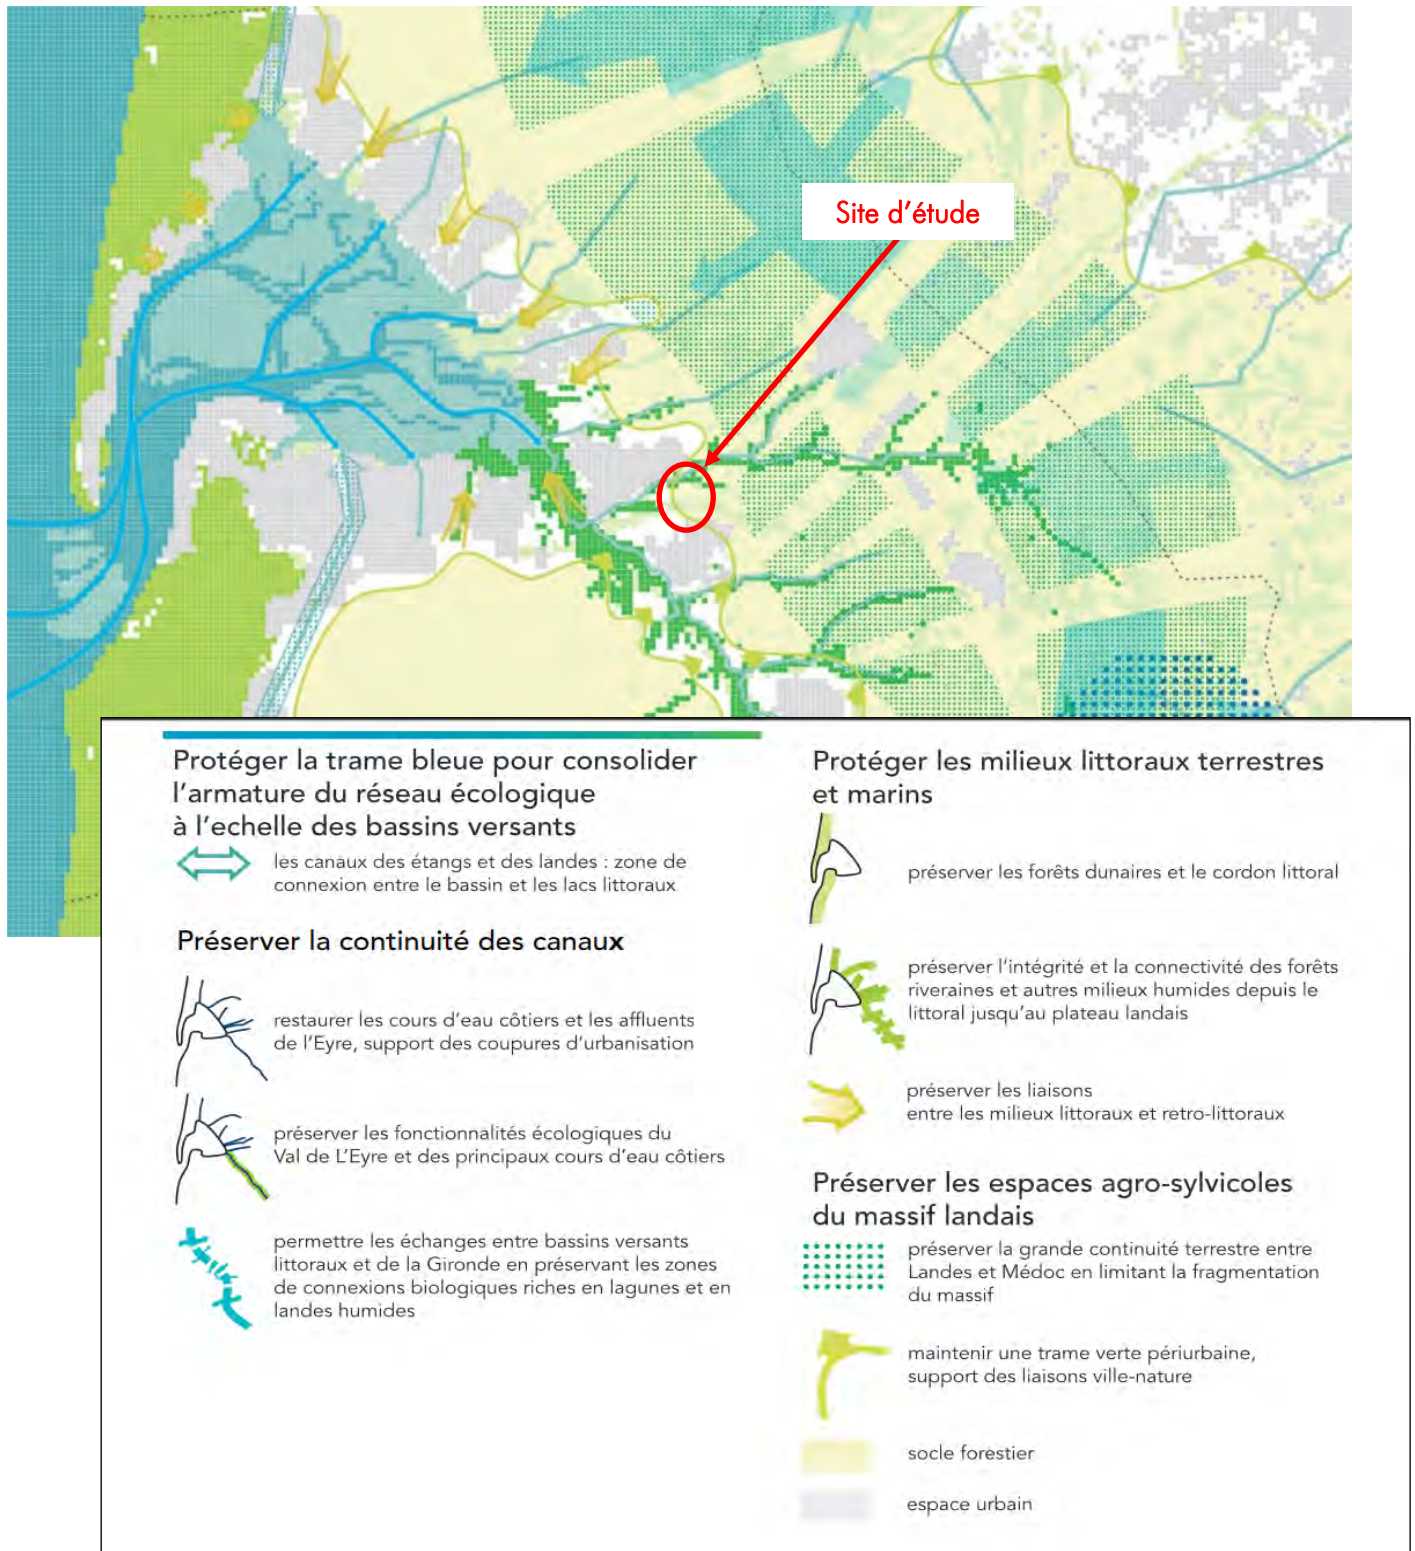 Site d'étude
Protéger la trame bleue pour consolider
l'armature du réseau écologique
à l'echelle des bassins versants
les canaux des étangs et des landes : zone de
connexion entre le bassin et les lacs littoraux
Préserver la continuité des canaux
restaurer les cours d'eau côtiers et les affluents
de l'Eyre, support des coupures d'urbanisation
préserver les fonctionnalités écologiques du
Val de L'Eyre et des principaux cours d'eau côtiers
permettre les échanges entre bassins versants
littoraux et de la Gironde en préservant les zones
de connexions biologiques riches en lagunes et en
landes humides
Protéger les milieux littoraux terrestres
et marins
préserver les forêts dunaires et le cordon littoral
préserver l'intégrité et la connectivité des forêts
riveraines et autres milieux humides depuis le
littoral jusqu'au plateau landais
préserver les liaisons
entre les milieux littoraux et retro-littoraux
Préserver les espaces agro-sylvicoles
du massif landais
préserver la grande continuité terrestre entre
Landes et Médoc en limitant la fragmentation
du massif
maintenir une trame verte périurbaine,
support des liaisons ville-nature
socle forestier
espace urbain